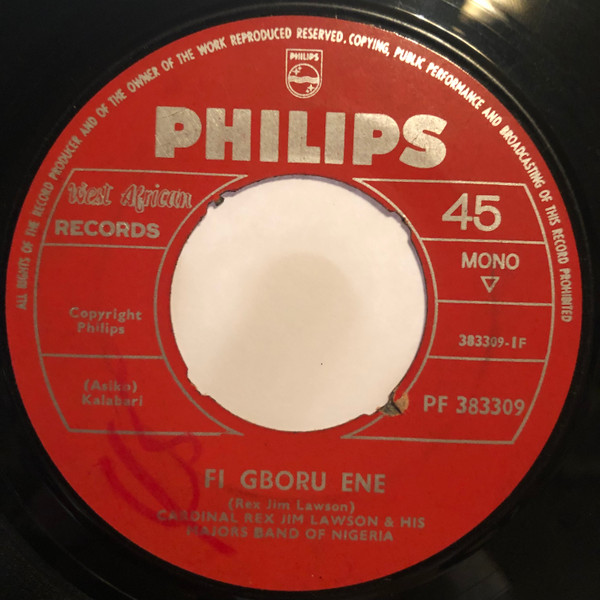 ALL RIGHTS OF THE RECORD PRODUCER AND OF THE OWNER OF THE WORK REPRODUCED RESERVED. COPYING, PUBLIC PERFORMANCE AND BROADCASTING OF THIS RECORD PROHIBITED
PHILIPS
PHILIPS
West African
RECORDS
45
MONO
383309-1F
Copyright
Philips
(Asiko)
Kalabari
PF 383309
FI GBORU ENE
(Rex Jim Lawson)
CARDINAL REX JIM LAWSON & HIS
MAJORS BAND OF NIGERIA